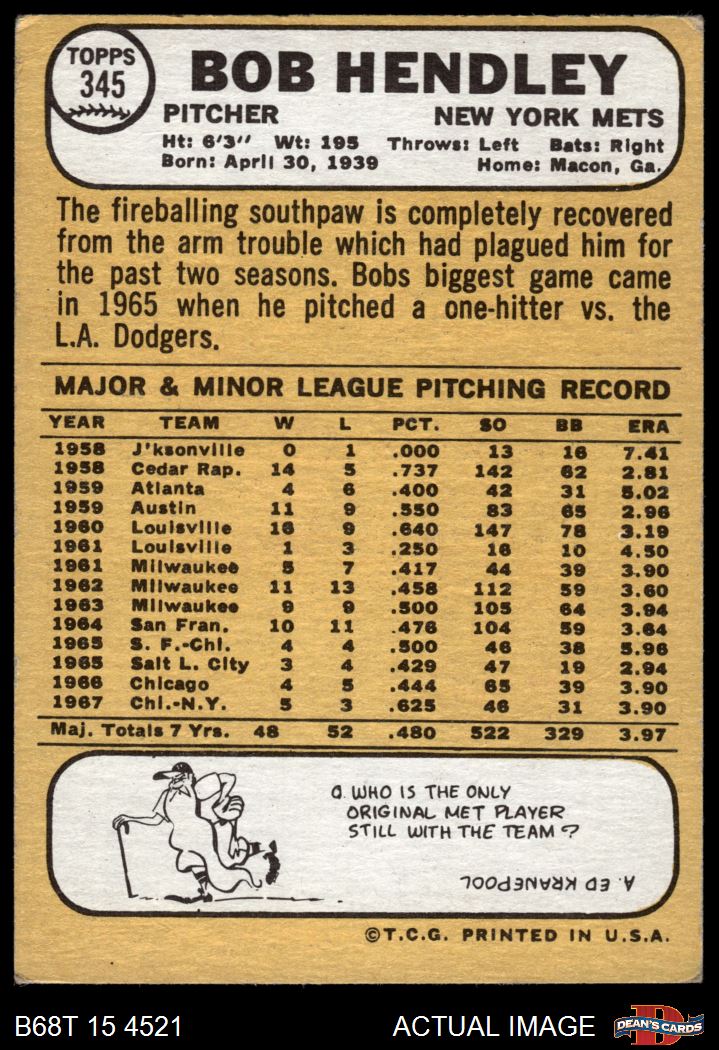 TOPPS
345
BOB HENDLEY
PITCHER NEW YORK METS
Ht: 6'3" Wt: 195 Throws: Left Bats: Right
Born: April 30, 1939 Home: Macon, Ga.
The fireballing southpaw is completely recovered
from the arm trouble which had plagued him for
the past two seasons. Bobs biggest game came
in 1965 when he pitched a one-hitter vs. the
L.A. Dodgers.
MAJOR & MINOR LEAGUE PITCHING RECORD
YEAR TEAM W L PCT. SO BB ERA
1958 J'ksonville 0 1 .000 13 16 7.41
1958 Cedar Rap. 14 5 .737 142 62 2.81
1959 Atlanta 4 6 .400 42 31 5.02
1959 Austin 11 9 .550 83 65 2.96
1960 Louisville 16 9 .640 147 78 3.19
1961 Louisville 1 3 .250 16 10 4.50
1961 Milwaukee 5 7 .417 44 39 3.90
1962 Milwaukee 11 13 .458 112 59 3.60
1963 Milwaukee 9 9 .500 105 64 3.94
1964 San Fran. 10 11 .476 104 59 3.64
1965 S. F.-Chi. 4 4 .500 46 38 5.96
1965 Salt L. City 3 4 .429 47 19 2.94
1966 Chicago 4 5 .444 65 39 3.90
1967 Chi.-N.Y. 5 3 .625 46 31 3.90
Maj. Totals 7 Yrs. 48 52 .480 522 329 3.97
Q. WHO IS THE ONLY
ORIGINAL MET PLAYER
STILL WITH THE TEAM?
A. ED KRANEPOOL
©T.C.G. PRINTED IN U.S.A.
B68T 15 4521 ACTUAL IMAGE DEAN'S CARDS